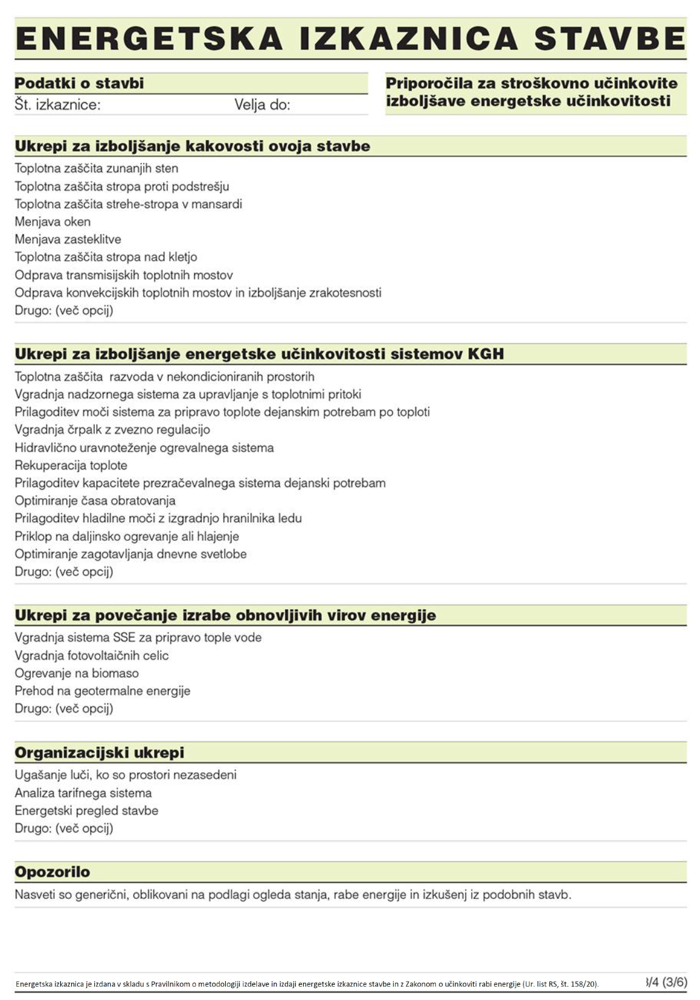 ENERGETSKA IZKAZNICA STAVBE
Podatki o stavbi
Št. izkaznice: Velja do:
Priporočila za stroškovno učinkovite
izboljšave energetske učinkovitosti
Ukrepi za izboljšanje kakovosti ovoja stavbe
Toplotna zaščita zunanjih sten
Toplotna zaščita stropa proti podstrešju
Toplotna zaščita strehe-stropa v mansardi
Menjava oken
Menjava zasteklitve
Toplotna zaščita stropa nad kletjo
Odprava transmisijskih toplotnih mostov
Odprava konvekcijskih toplotnih mostov in izboljšanje zrakotesnosti
Drugo: (več opcij)
Ukrepi za izboljšanje energetske učinkovitosti sistemov KGH
Toplotna zaščita razvoda v nekondicioniranih prostorih
Vgradnja nadzornega sistema za upravljanje s toplotnimi pritoki
Prilagoditev moči sistema za pripravo toplote dejanskim potrebam po toploti
Vgradnja črpalk z zvezno regulacijo
Hidravlično uravnoteženje ogrevalnega sistema
Rekuperacija toplote
Prilagoditev kapacitete prezračevalnega sistema dejanski potrebam
Optimiranje časa obratovanja
Prilagoditev hladilne moči z izgradnjo hranilnika ledu
Priklop na daljinsko ogrevanje ali hlajenje
Optimiranje zagotavljanja dnevne svetlobe
Drugo: (več opcij)
Ukrepi za povečanje izrabe obnovljivih virov energije
Vgradnja sistema SSE za pripravo tople vode
Vgradnja fotovoltaičnih celic
Ogrevanje na biomaso
Prehod na geotermalne energije
Drugo: (več opcij)
Organizacijski ukrepi
Ugašanje luči, ko so prostori nezasedeni
Analiza tarifnega sistema
Energetski pregled stavbe
Drugo: (več opcij)
Opozorilo
Nasveti so generični, oblikovani na podlagi ogleda stanja, rabe energije in izkušenj iz podobnih stavb.
Energetska izkaznica je izdana v skladu s Pravilnikom o metodologiji izdelave in izdaji energetske izkaznice stavbe in z Zakonom o učinkoviti rabi energije (Ur. list RS, št. 158/20). 3/4 (3/6)